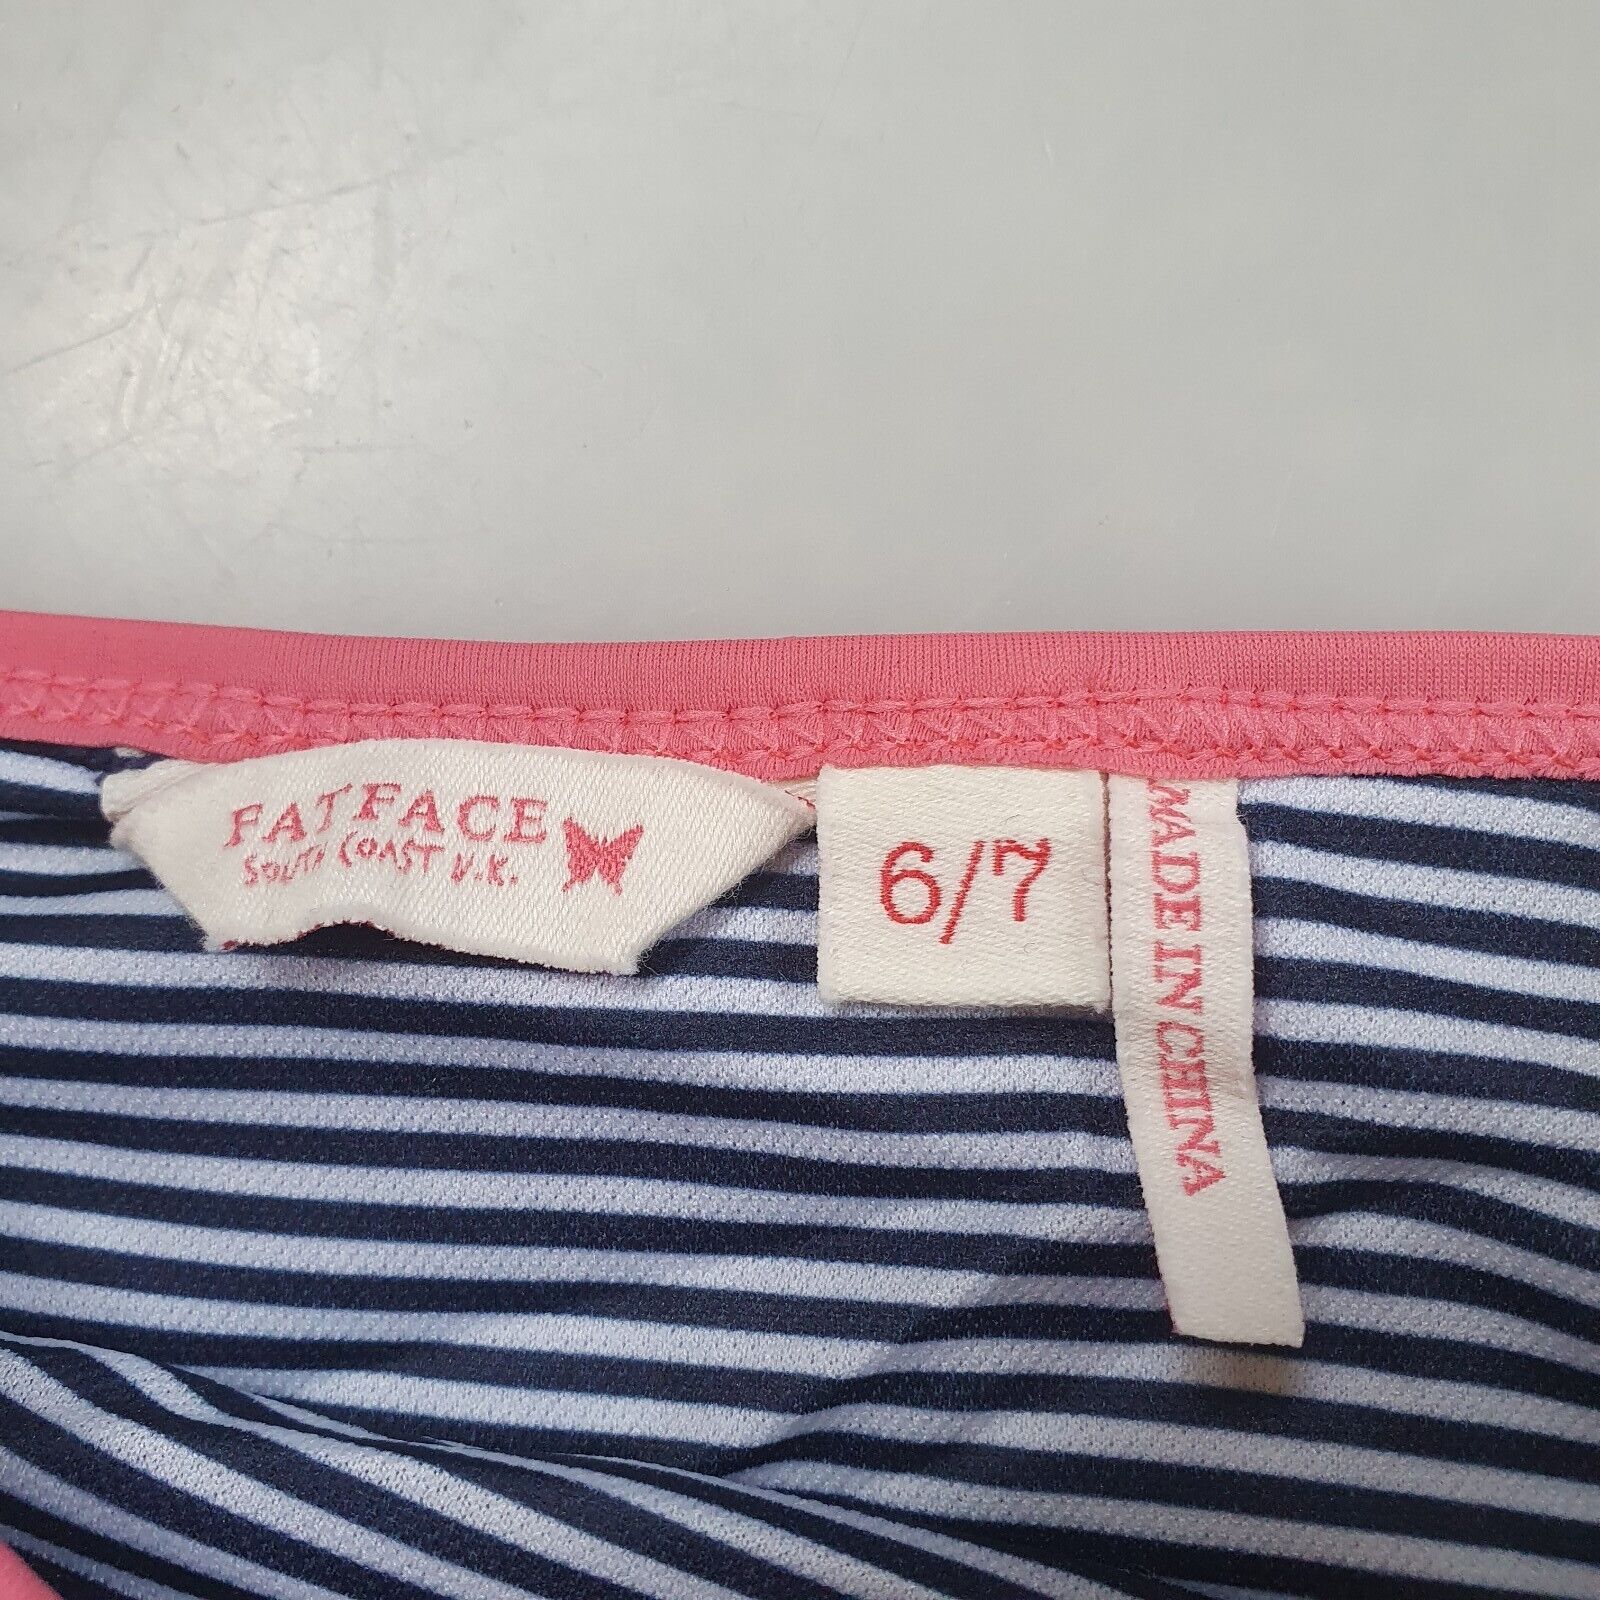 FATFACE
SOUTH COAST U.K.
6/7
MADE IN CHINA